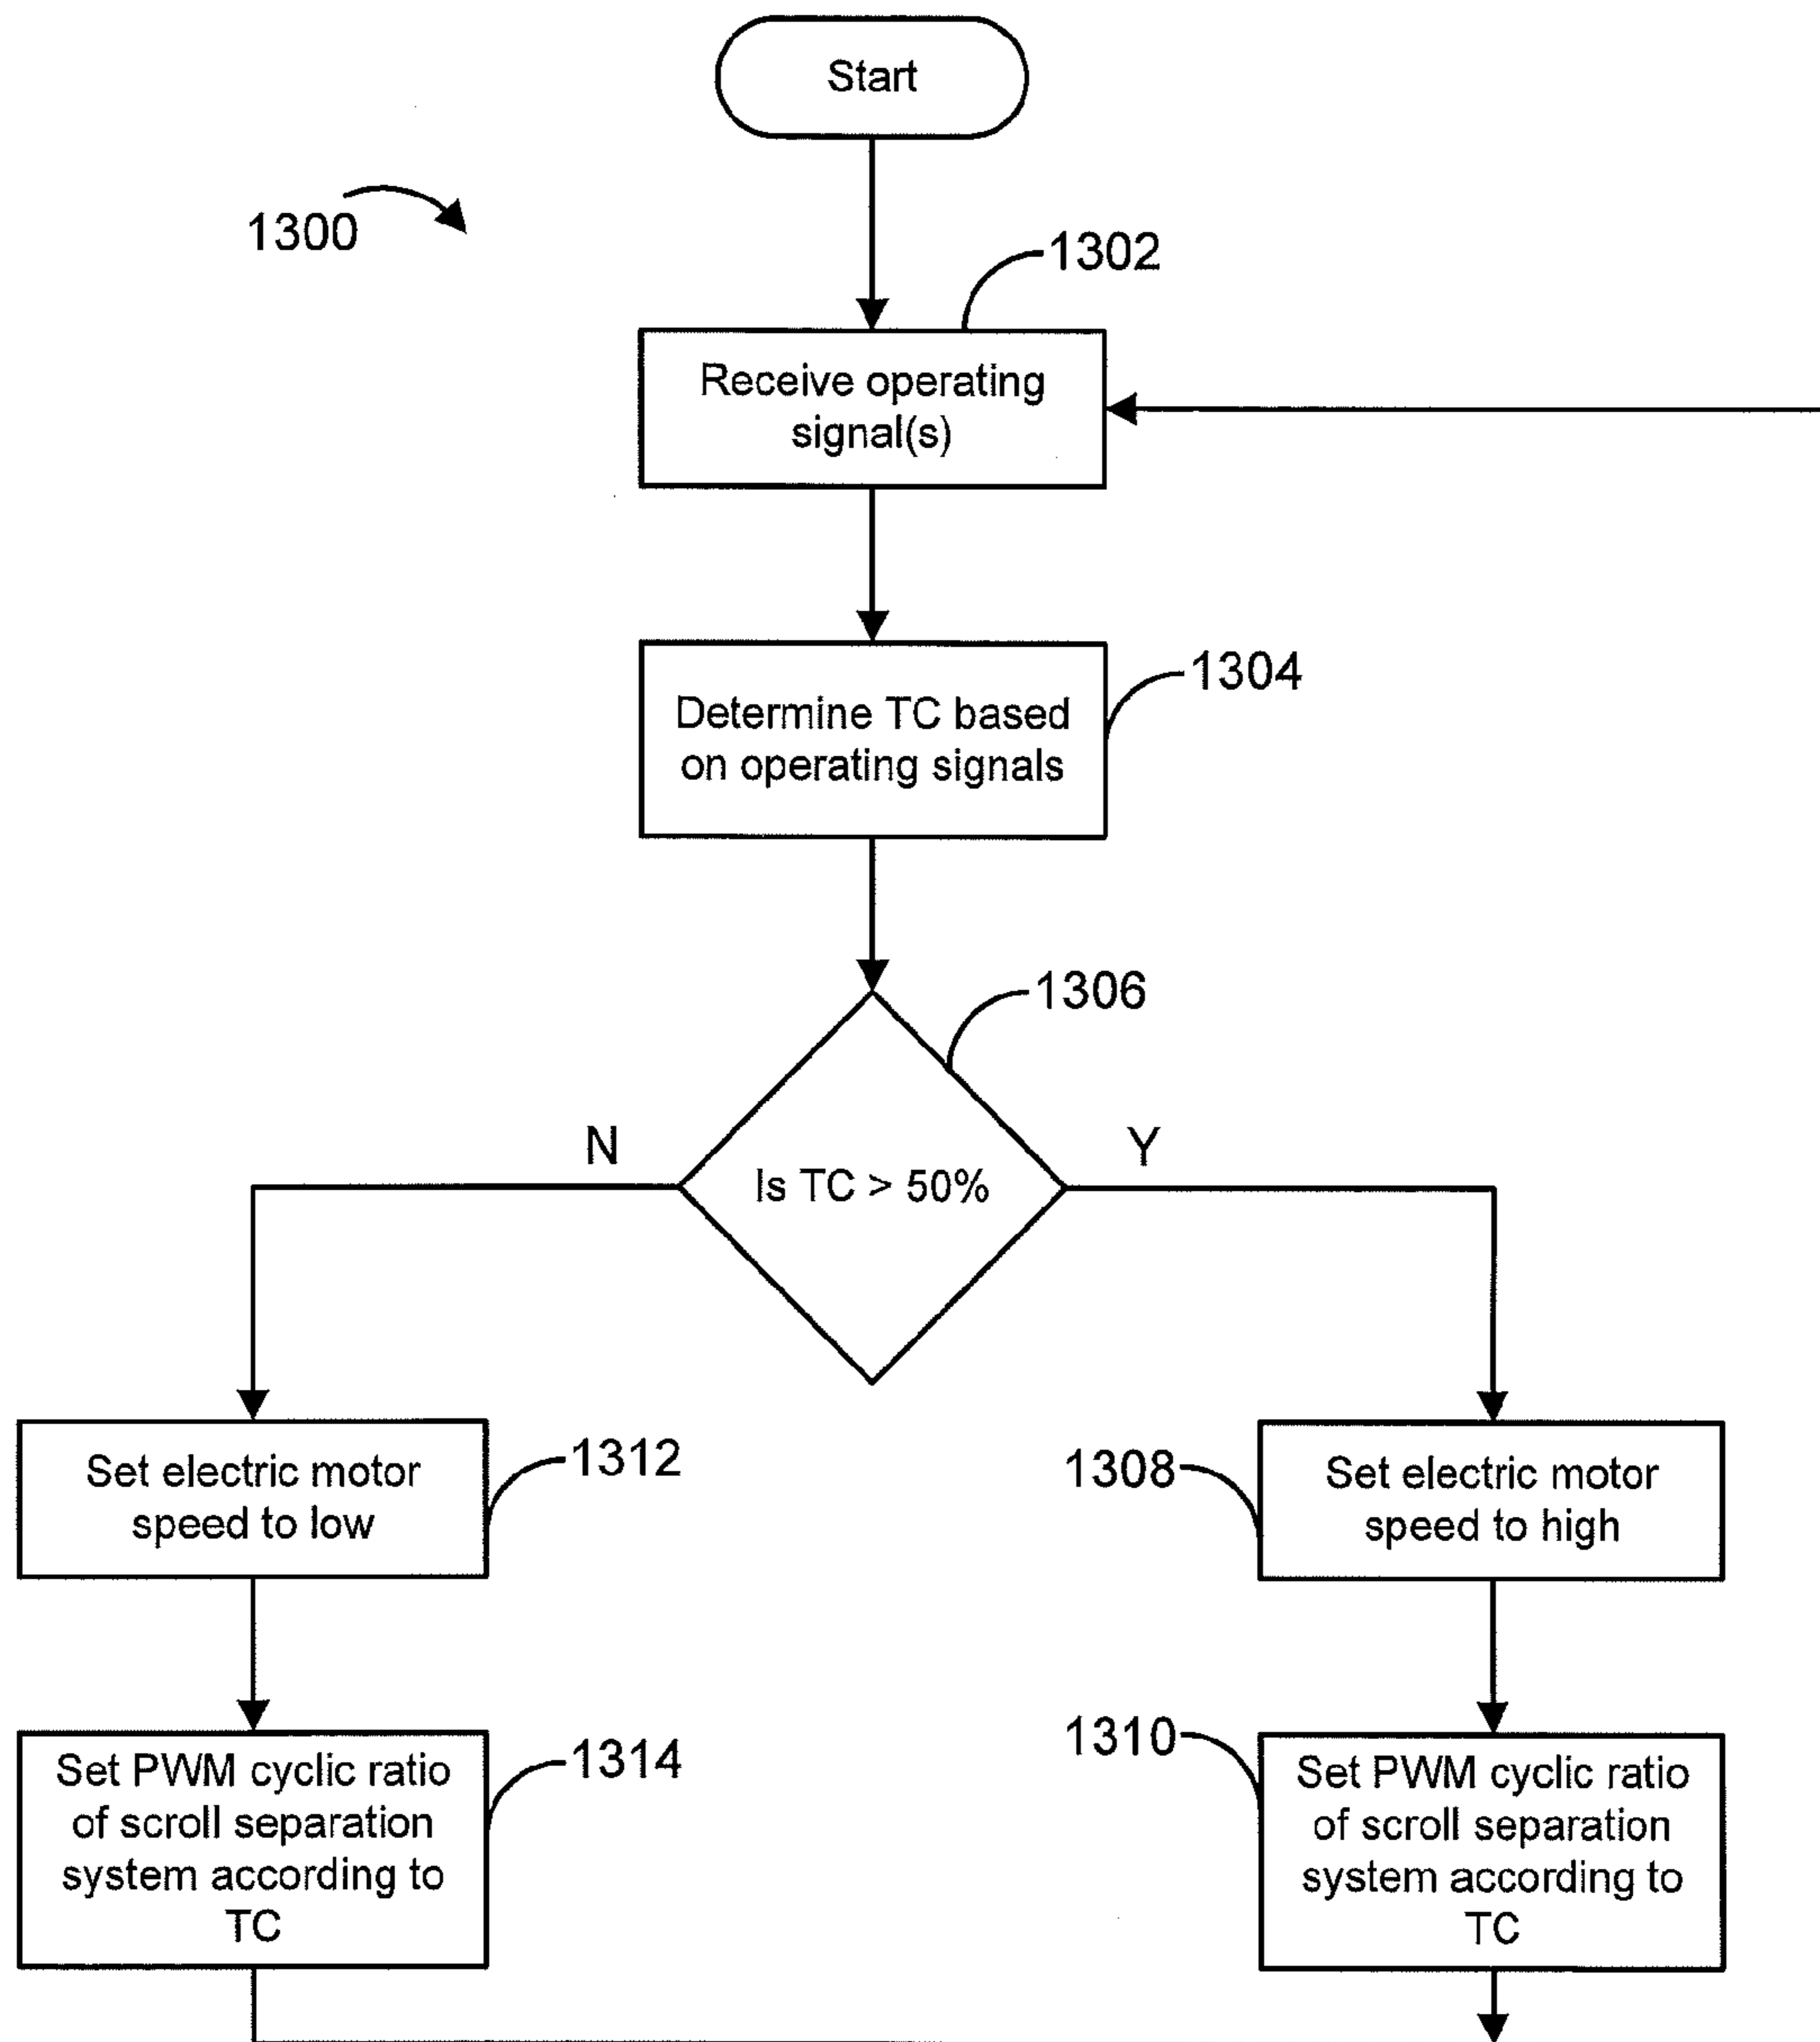 Start
1300
1302
Receive operating
signal(s)
1304
Determine TC based
on operating signals
1306
N
Y
Is TC > 50%
Set electric motor
speed to low
1312
1308
Set electric motor
speed to high
Set PWM cyclic ratio
of scroll separation
system according to
TC
1314
1310
Set PWM cyclic ratio
of scroll separation
system according to
TC